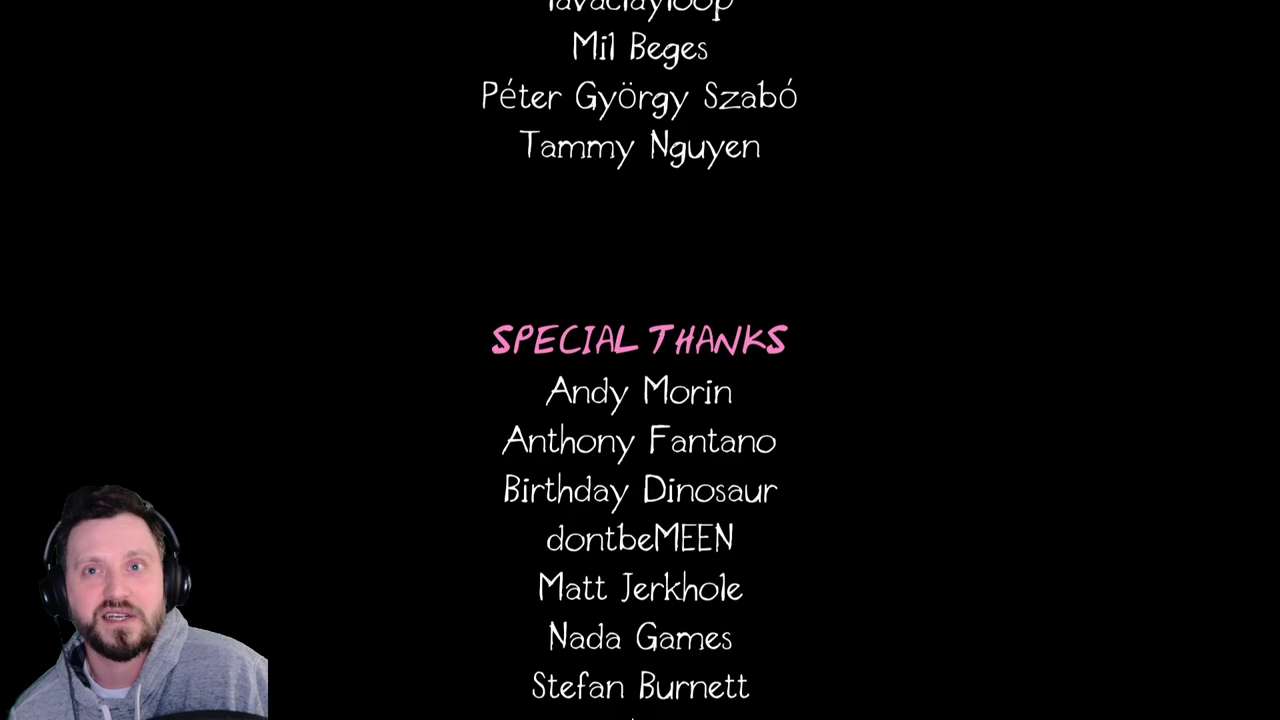 Mil Beges
Péter György Szabó
Tammy Nguyen
SPECIAL THANKS
Andy Morin
Anthony Fantano
Birthday Dinosaur
dontbeMEEN
Matt Jerkhole
Nada Games
Stefan Burnett